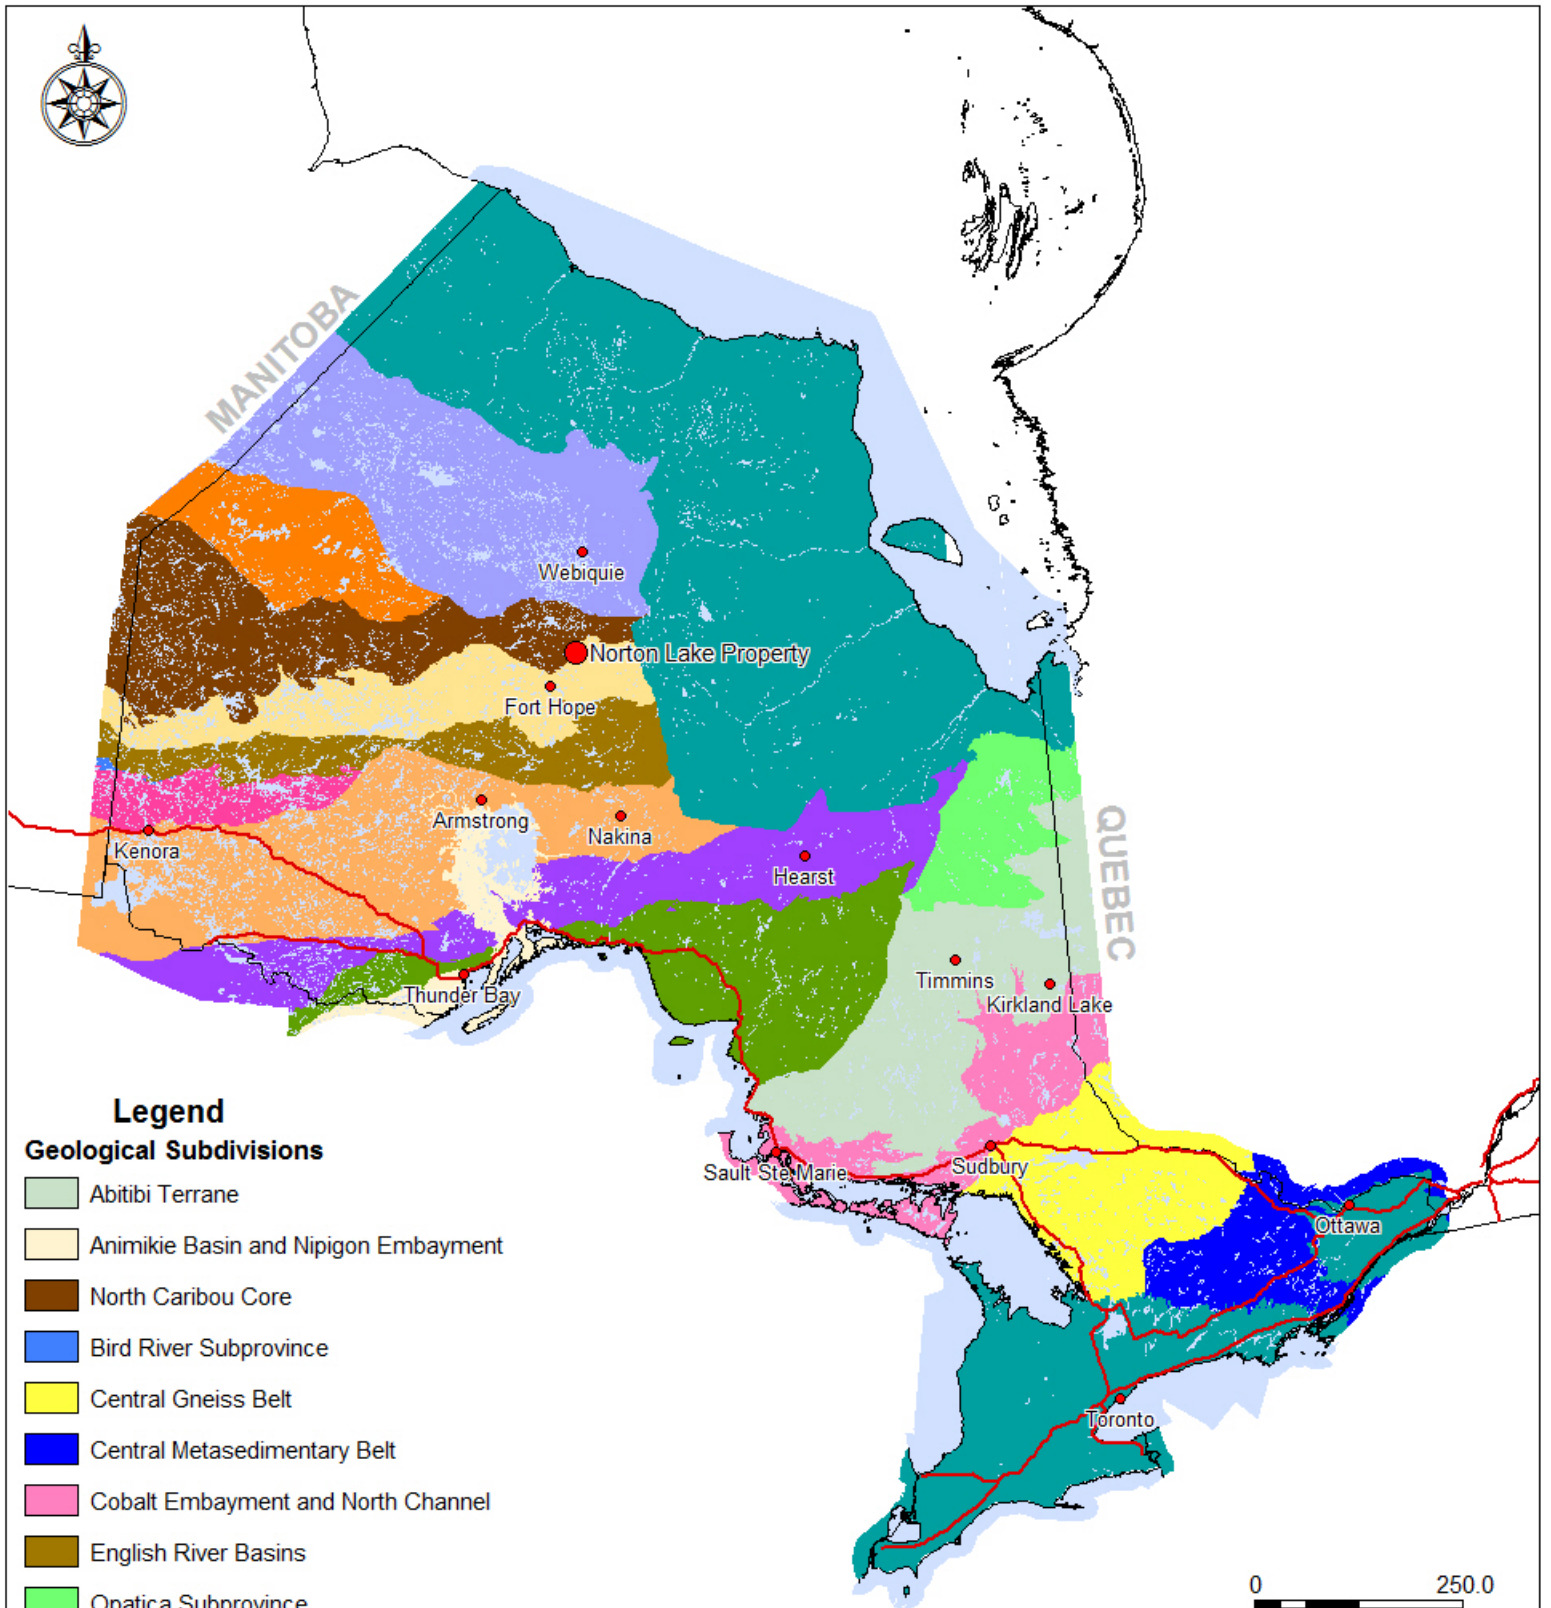 MANITOBA
Webiquie
Norton Lake Property
Fort Hope
Armstrong
Nakina
Kenora
Hearst
QUEBEC
Timmins
Kirkland Lake
Thunder Bay
Sault Ste Marie
Sudbury
Ottawa
Toronto
Legend
Geological Subdivisions
Abitibi Terrane
Animikie Basin and Nipigon Embayment
North Caribou Core
Bird River Subprovince
Central Gneiss Belt
Central Metasedimentary Belt
Cobalt Embayment and North Channel
English River Basins
Opatica Subprovince
0 250.0